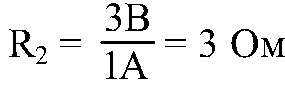 R₂ = 3В/1А = 3 Ом